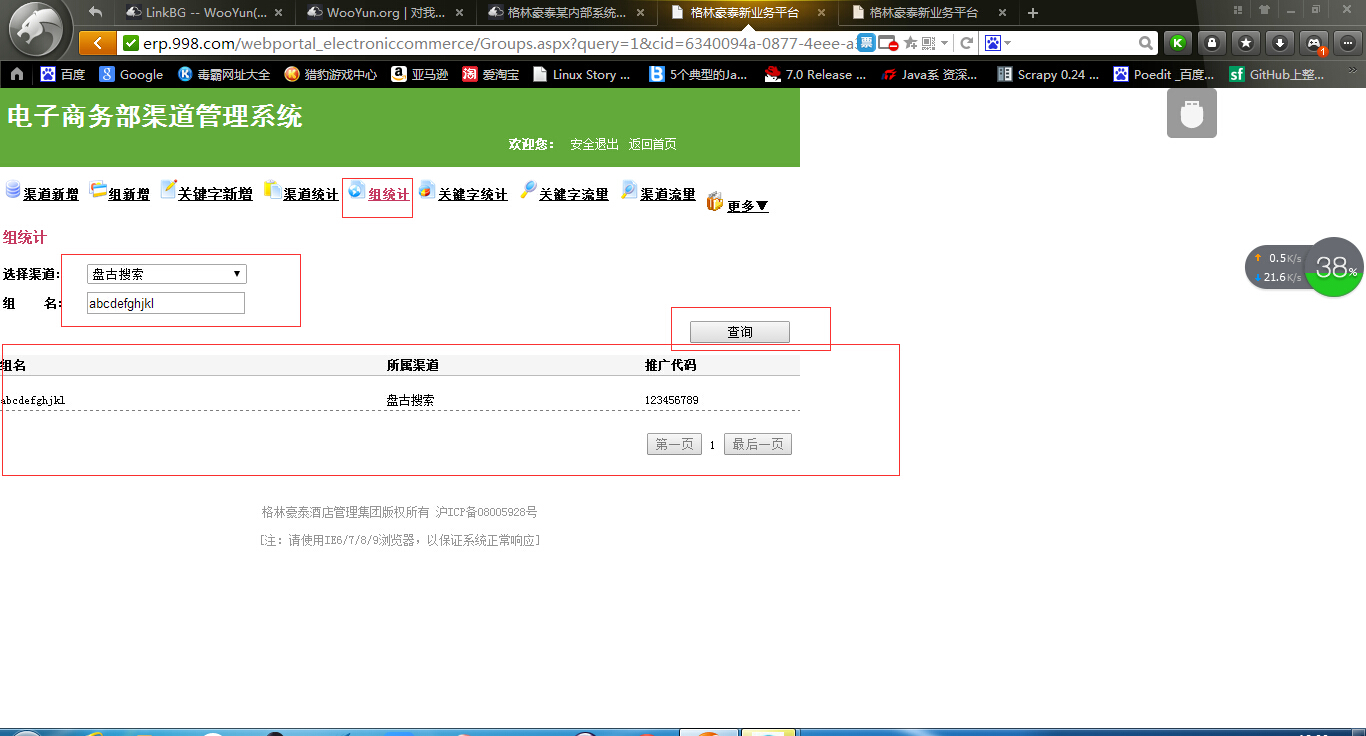 LinkBG -- WooYun(...
WooYun.org | 对我...
格林豪泰某内部系统...
格林豪泰新业务平台
格林豪泰新业务平台
erp.998.com/webportal_electroniccommerce/Groups.aspx?query=1&cid=6340094a-0877-4eee-a
票
K
1
百度
Google
毒霸网址大全
猎豹游戏中心
亚马逊
爱淘宝
Linux Story ...
5个典型的Ja...
7.0 Release ...
Java系 资深...
Scrapy 0.24 ...
Poedit _百度...
GitHub上整...
电子商务部渠道管理系统
欢迎您： 安全退出 返回首页
渠道新增 组新增 关键字新增 渠道统计 组统计 关键字统计 关键字流量 渠道流量 更多▼
组统计
选择渠道: 盘古搜索
组 名: abcdefghjkl
查询
组名 所属渠道 推广代码
abcdefghjkl 盘古搜索 123456789
第一页 1 最后一页
格林豪泰酒店管理集团版权所有 沪ICP备08005928号
[注：请使用IE6/7/8/9浏览器，以保证系统正常响应]
0.5K/s
21.6K/s
38%